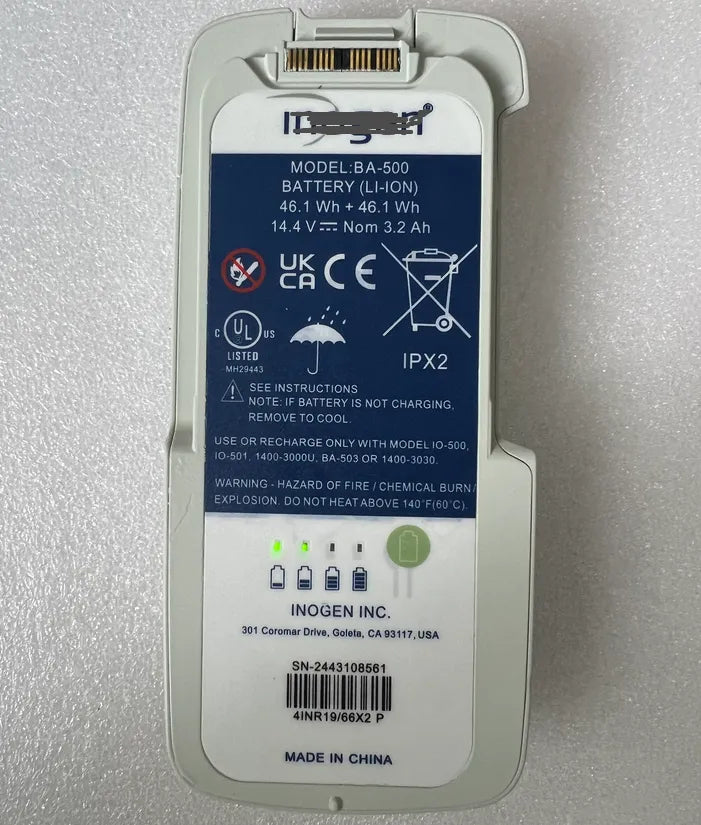 MODEL:BA-500
BATTERY (LI-ION)
46.1 Wh + 46.1 Wh
14.4 V ⎓ Nom 3.2 Ah
UK
CA CE
C UL US
LISTED
MH29443
IPX2
SEE INSTRUCTIONS
NOTE: IF BATTERY IS NOT CHARGING,
REMOVE TO COOL.
USE OR RECHARGE ONLY WITH MODEL IO-500,
IO-501, 1400-3000U, BA-503 OR 1400-3030.
WARNING - HAZARD OF FIRE / CHEMICAL BURN/
EXPLOSION. DO NOT HEAT ABOVE 140°F(60°C).
INOGEN INC.
301 Coromar Drive, Goleta, CA 93117, USA
SN-2443108561
4INR19/66X2 P
MADE IN CHINA